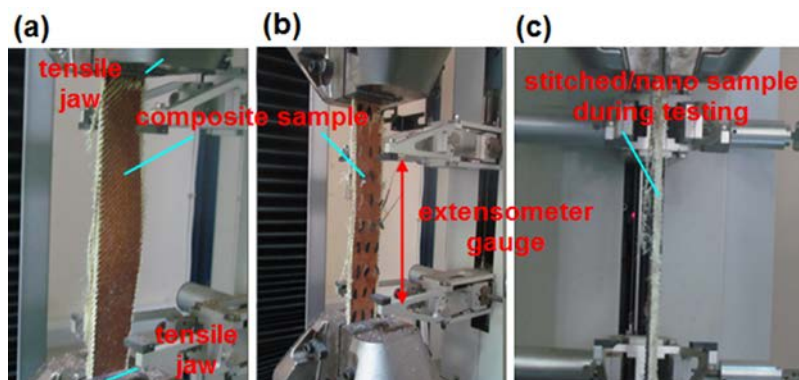 (a)
(b)
(c)
tensile
jaw
composite sample
extensometer
gauge
stitched/nano sample
during testing
tensile
jaw